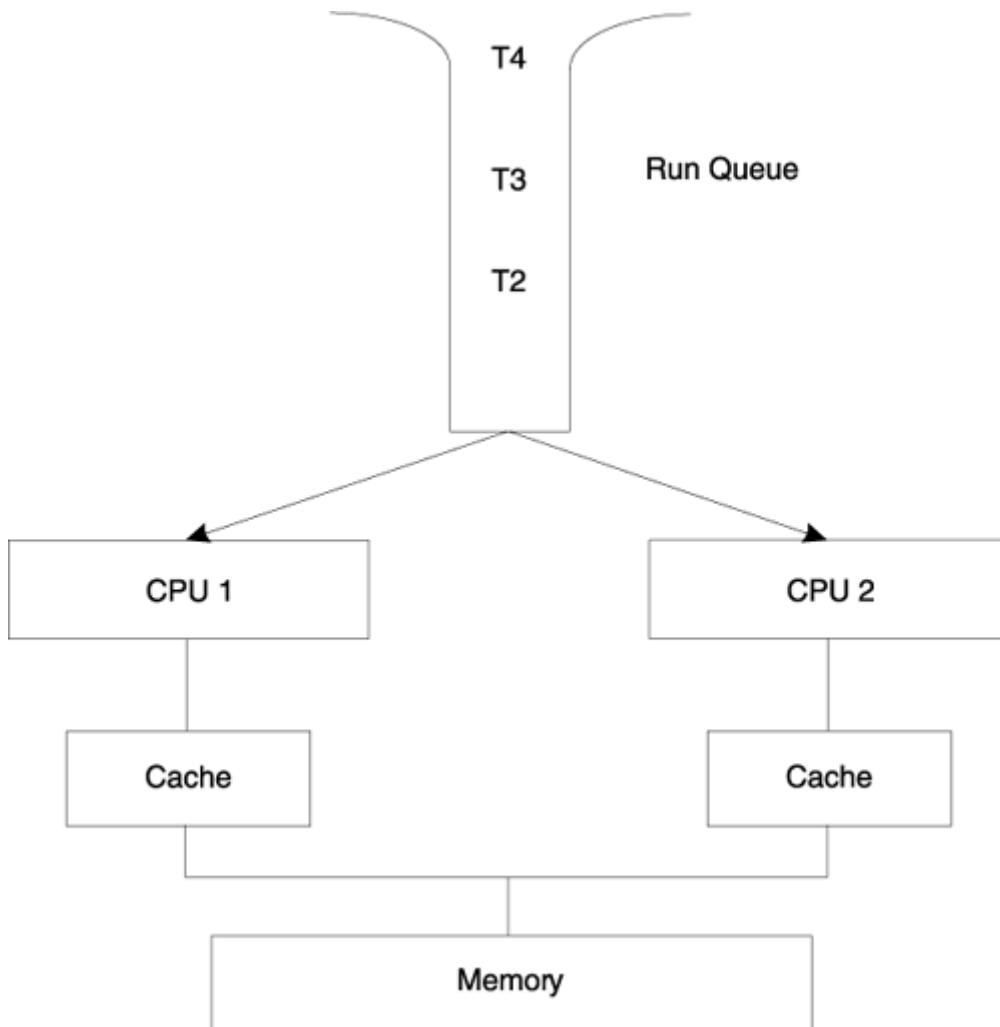 T4
Run Queue
T3
T2
CPU 1
CPU 2
Cache
Cache
Memory